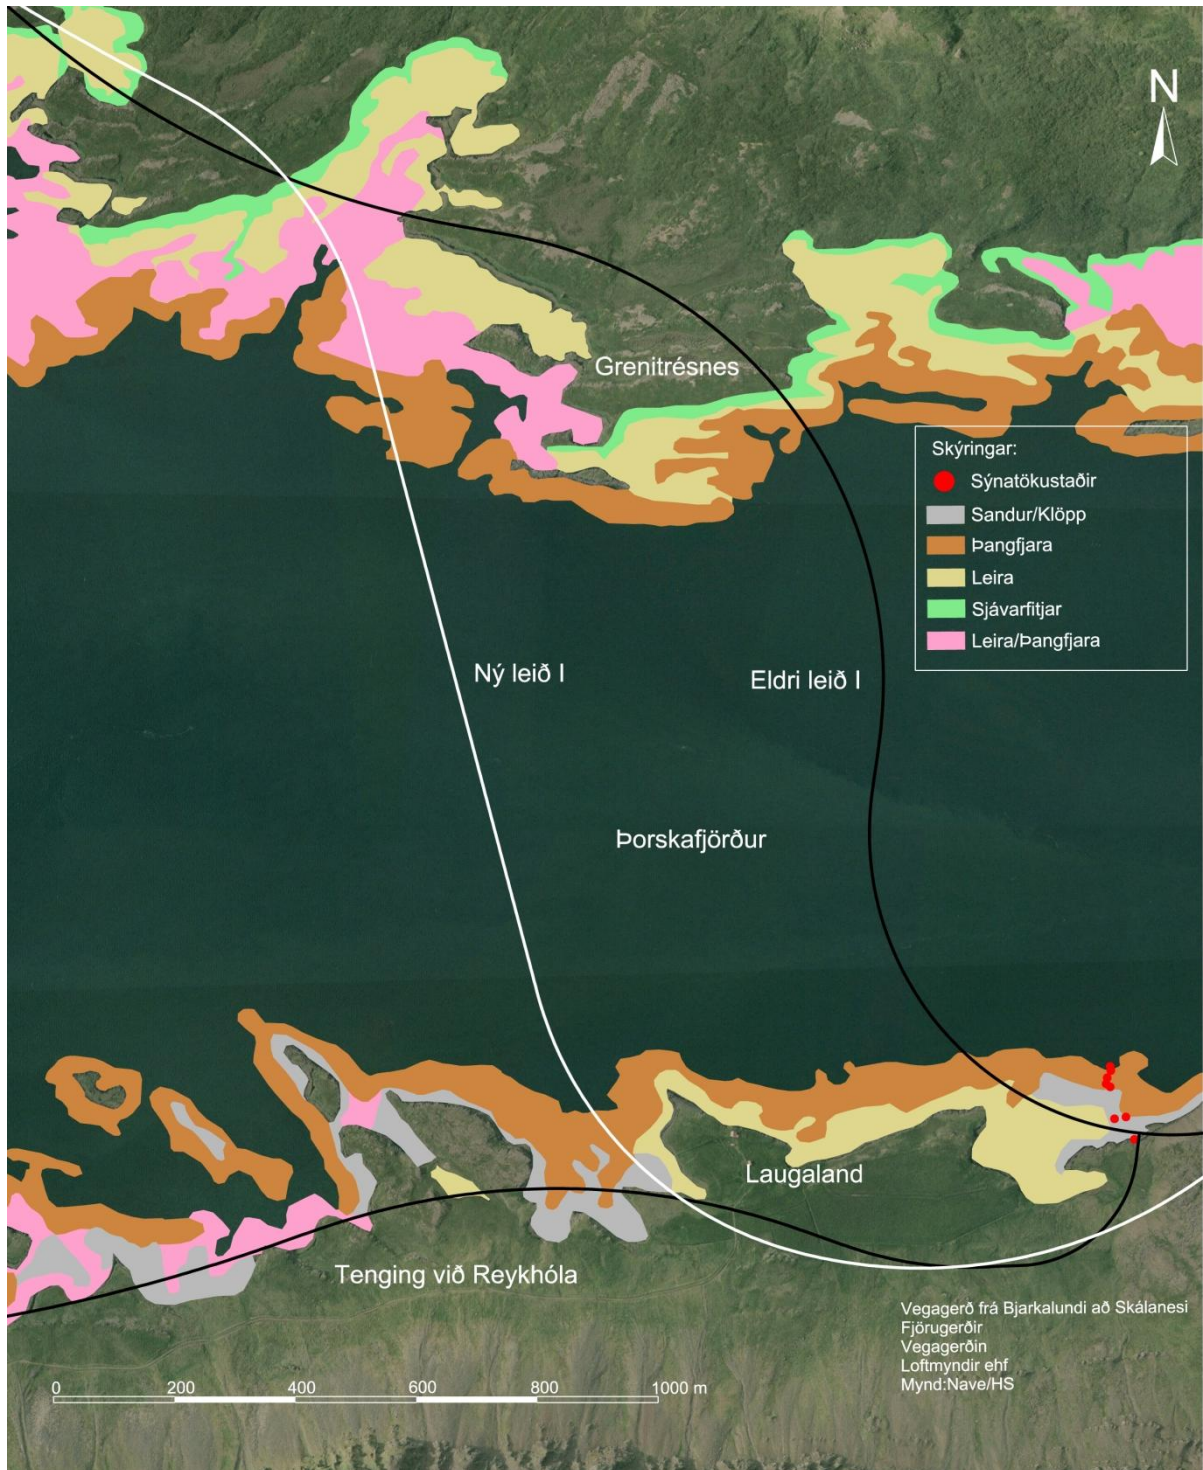 N
Grenitrésnes
Skýringar:
Sýnatökustaðir
Sandur/Klöpp
Þangfjara
Leira
Sjávarfitjar
Leira/Þangfjara
Ný leið I
Eldri leið I
Þorskafjörður
Laugaland
Tenging við Reykhóla
Vegagerð frá Bjarkalundi að Skálanesi
Fjörugerðir
Vegagerðin
Loftmyndir ehf
Mynd:Nave/HS
0 200 400 600 800 1000 m